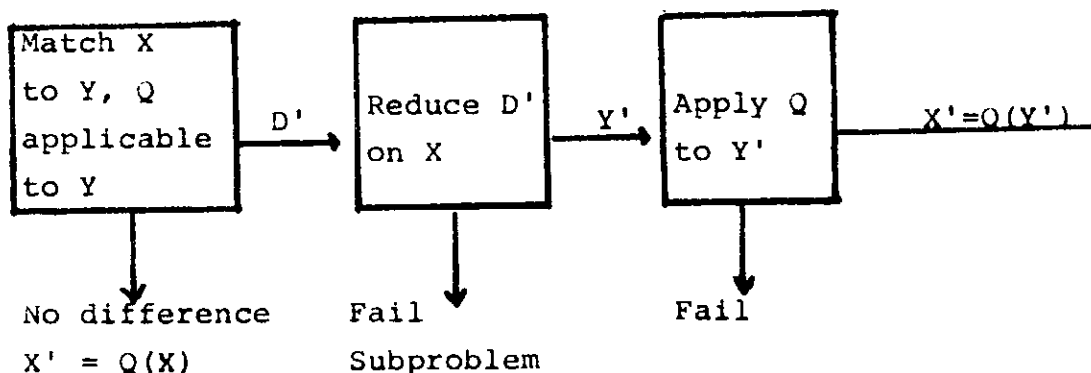 Match X
to Y, Q
applicable
to Y
D'
Reduce D'
on X
Y'
Apply Q
to Y'
X'=Q(Y')
No difference
X' = Q(X)
Fail
Subproblem
Fail